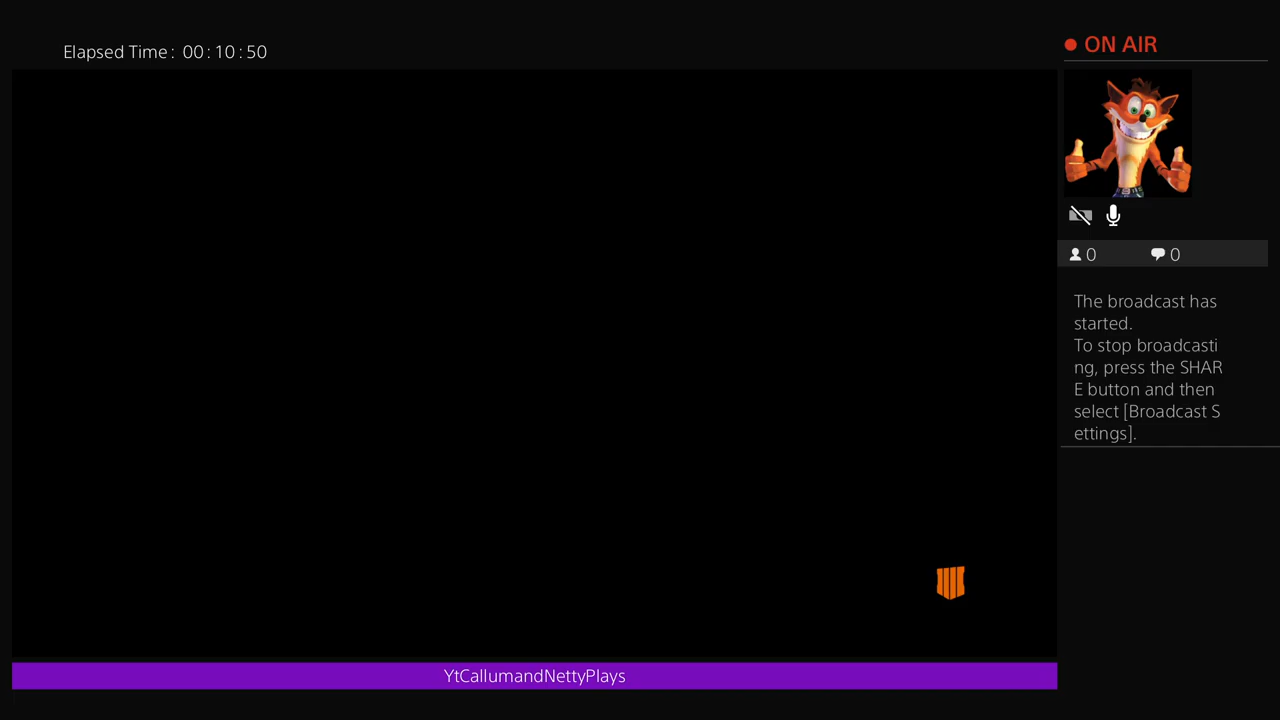 Elapsed Time: 00:10:50
ON AIR
0 0
The broadcast has
started.
To stop broadcasti
ng, press the SHAR
E button and then
select [Broadcast S
ettings].
YtCallumandNettyPlays